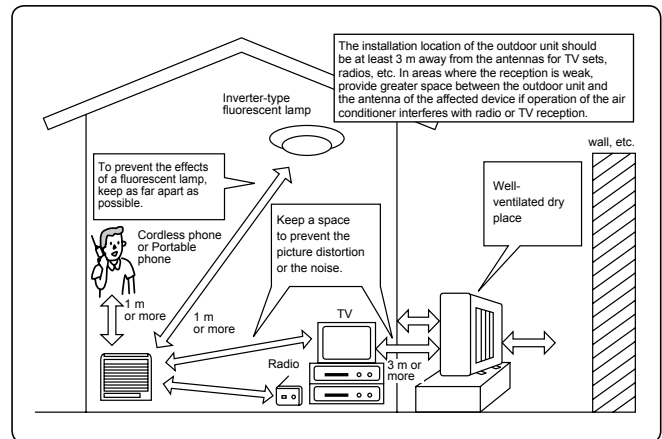 The installation location of the outdoor unit should
be at least 3 m away from the antennas for TV sets,
radios, etc. In areas where the reception is weak,
provide greater space between the outdoor unit and
the antenna of the affected device if operation of the air
conditioner interferes with radio or TV reception.
Inverter-type
fluorescent lamp
wall, etc.
To prevent the effects
of a fluorescent lamp,
keep as far apart as
possible.
Well-
ventilated dry
place
Keep a space
to prevent the
picture distortion
or the noise.
Cordless phone
or Portable
phone
1 m
or more
1 m
or more
TV
Radio
3 m or
more